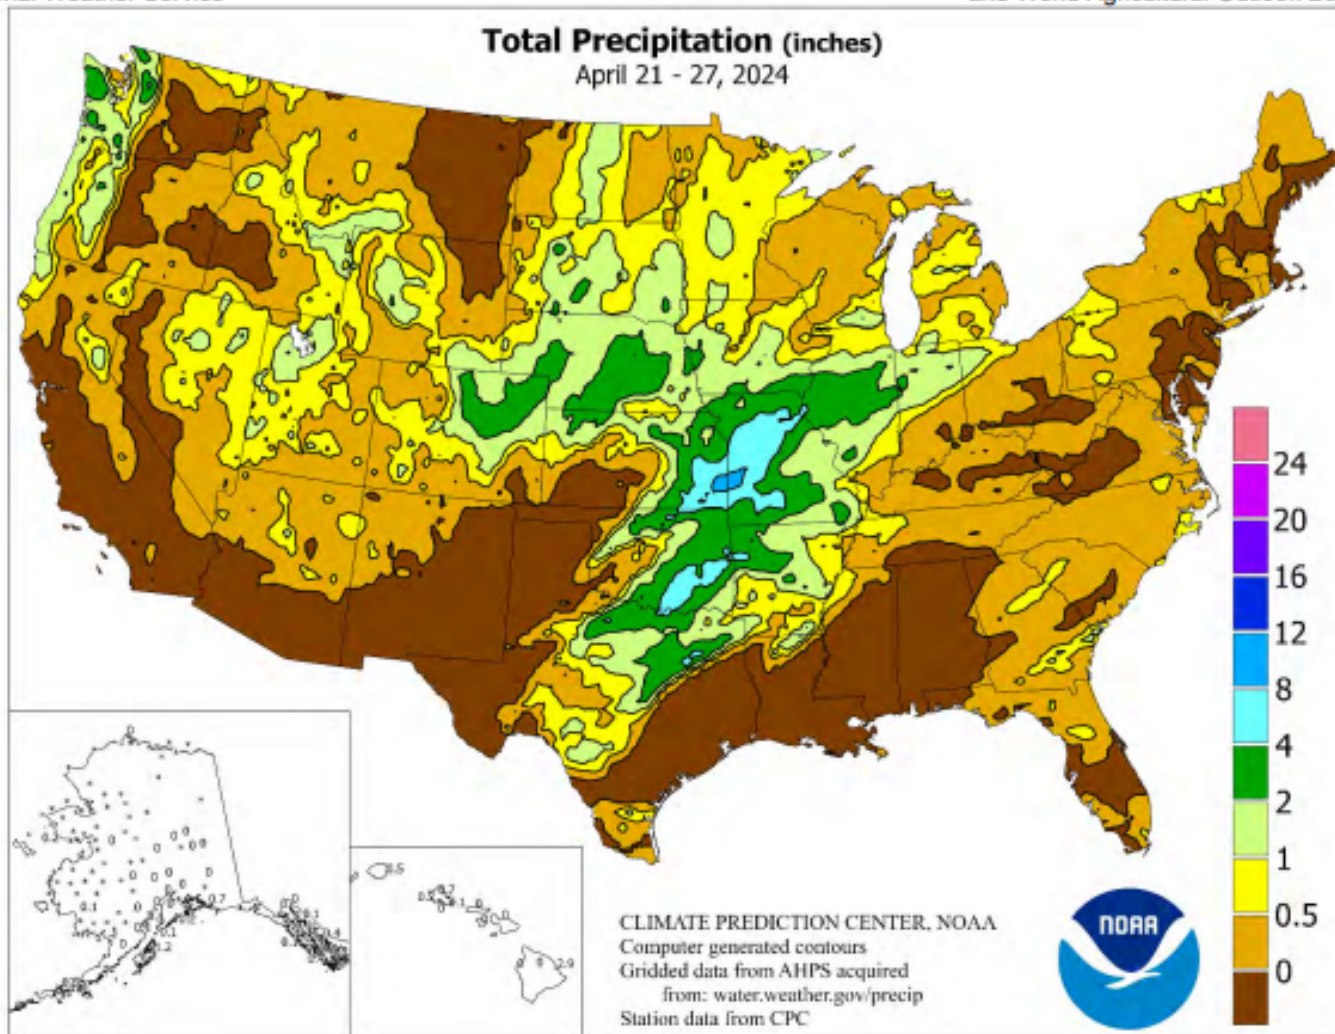 Total Precipitation (inches)
April 21 - 27, 2024
24
20
16
12
8
4
2
1
0.5
0
CLIMATE PREDICTION CENTER, NOAA
Computer generated contours
Gridded data from AHPS acquired
from: water.weather.gov/precip
Station data from CPC
NOAA
2.9